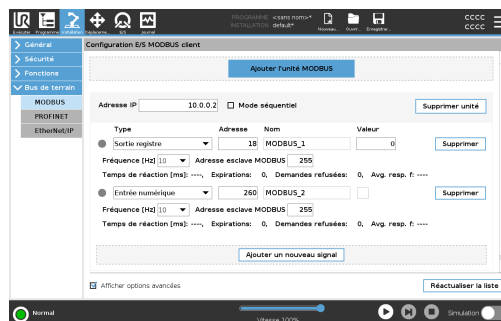 UR
PROGRAMME <sans nom>*
INSTALLATION default*
CCCC
CCCC
Exécuter Programme Installation Déplaceme... E/S Journal Nouveau... Ouvrir... Enregistrer...
Général
Sécurité
Fonctions
Bus de terrain
MODBUS
PROFINET
EtherNet/IP
Configuration E/S MODBUS client
Ajouter l'unité MODBUS
Adresse IP 10.0.0.2 Mode séquentiel Supprimer unité
Type Adresse Nom Valeur
Sortie registre 18 MODBUS_1 0 Supprimer
Fréquence [Hz] 10 Adresse esclave MODBUS 255
Temps de réaction [ms]: ----, Expirations: 0, Demandes refusées: 0, Avg. resp. f: ----
Entrée numérique 260 MODBUS_2 Supprimer
Fréquence [Hz] 10 Adresse esclave MODBUS 255
Temps de réaction [ms]: ----, Expirations: 0, Demandes refusées: 0, Avg. resp. f: ----
Ajouter un nouveau signal
Afficher options avancées Réactualiser la liste
Normal Vitesse 100% Simulation